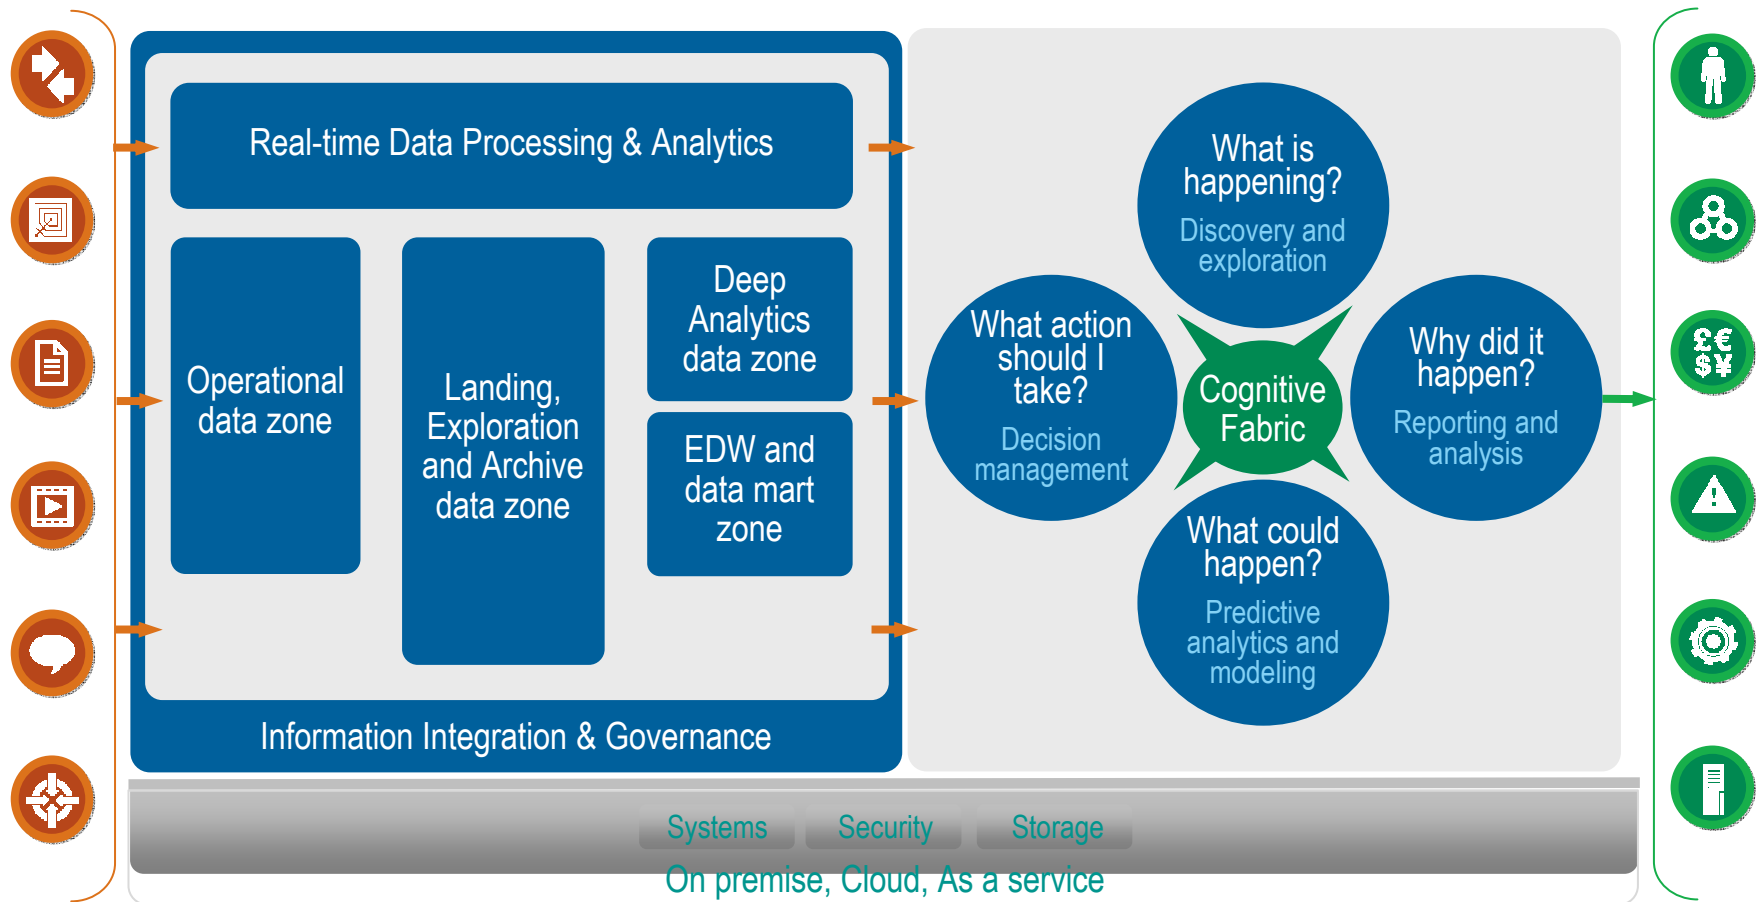 Real-time Data Processing & Analytics
Operational
data zone
Landing,
Exploration
and Archive
data zone
Deep
Analytics
data zone
EDW and
data mart
zone
Information Integration & Governance
What is
happening?
Discovery and
exploration
What action
should I
take?
Decision
management
Cognitive
Fabric
Why did it
happen?
Reporting and
analysis
What could
happen?
Predictive
analytics and
modeling
£€
$¥
Systems
Security
Storage
On premise, Cloud, As a service